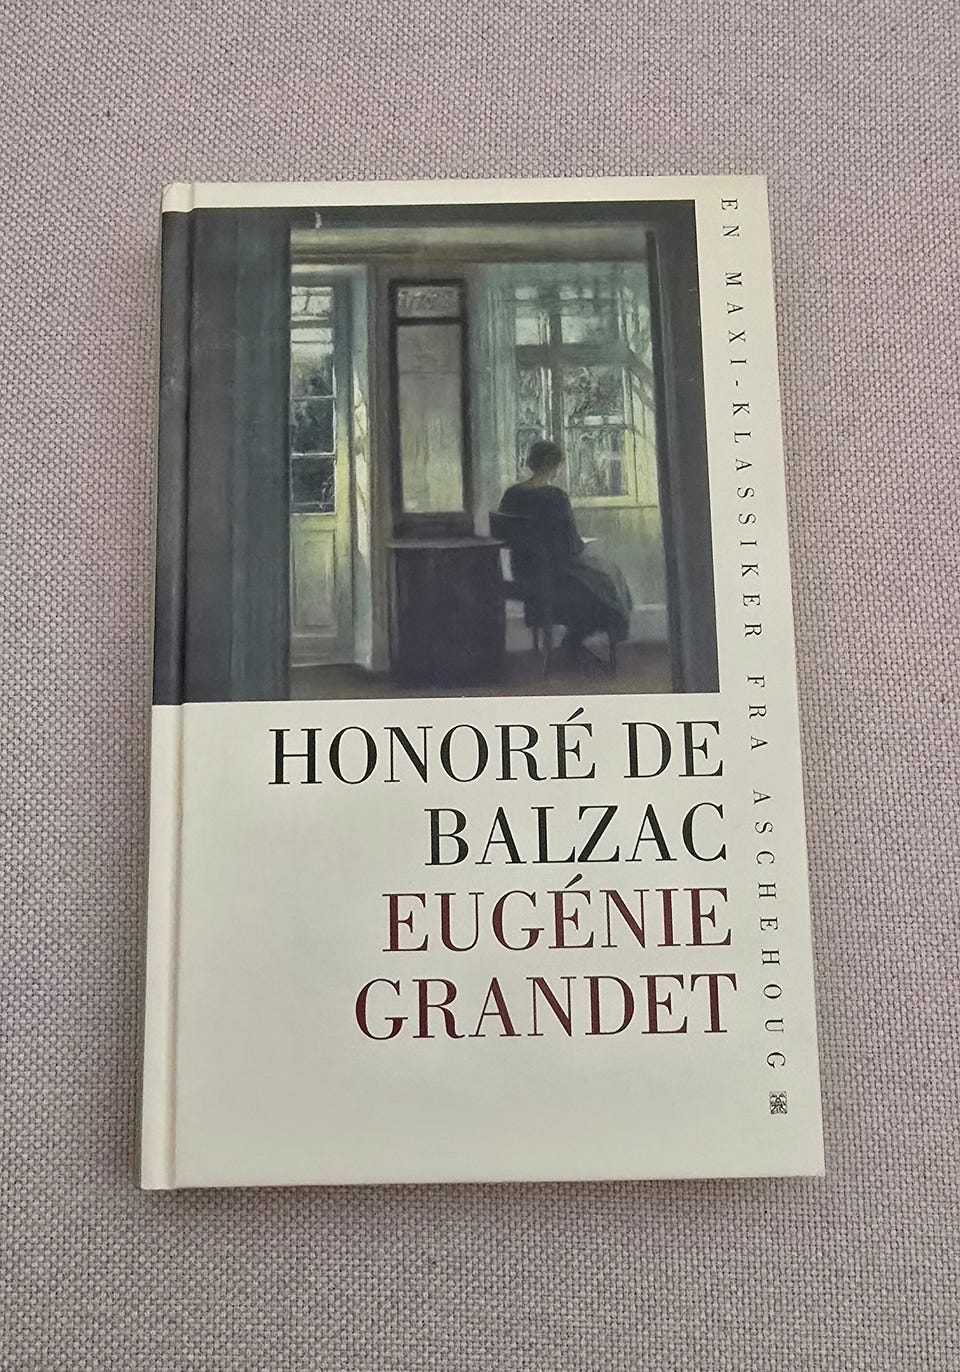 HONORÉ DE
BALZAC
EUGÉNIE
GRANDET
EN MAXI-KLASSIKER FRA ASCHEHOUG